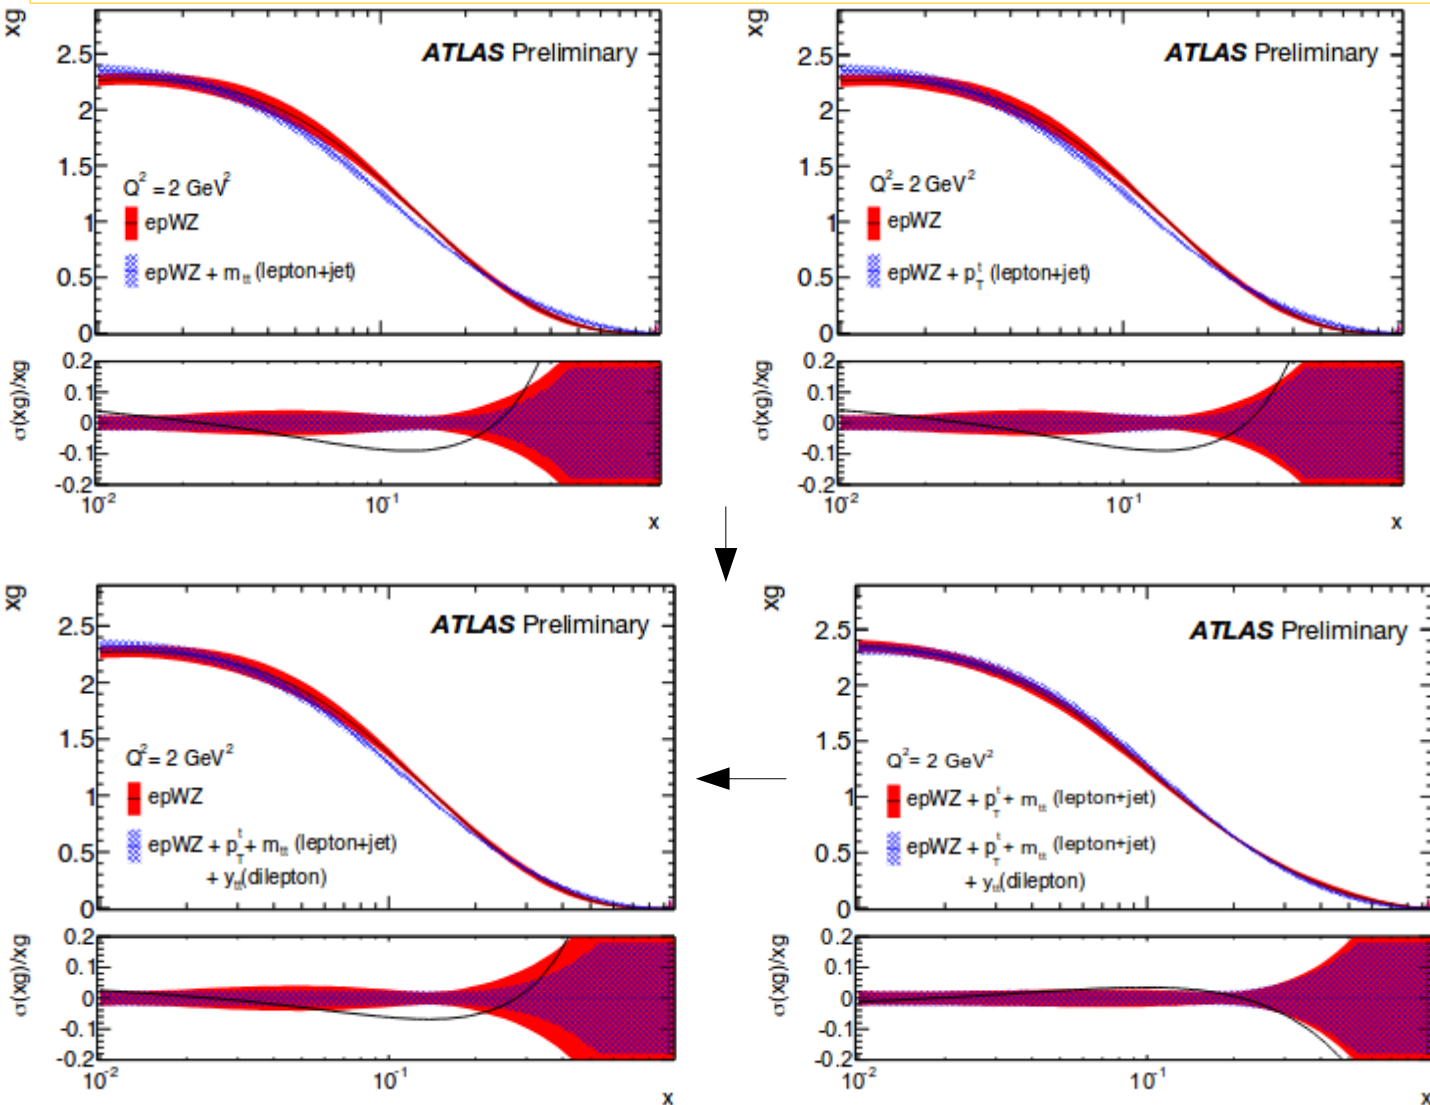 xg
ATLAS Preliminary
2.5
2
1.5
1
0.5
0
Q² = 2 GeV²
epWZ
epWZ + m_tt (lepton+jet)
σ(xg)/xg
0.2
0.1
0
-0.1
-0.2
10⁻²
10⁻¹
x
xg
ATLAS Preliminary
2.5
2
1.5
1
0.5
0
Q² = 2 GeV²
epWZ
epWZ + p_T^t (lepton+jet)
σ(xg)/xg
0.2
0.1
0
-0.1
-0.2
10⁻²
10⁻¹
x
xg
ATLAS Preliminary
2.5
2
1.5
1
0.5
0
Q² = 2 GeV²
epWZ
epWZ + p_T^t + m_tt (lepton+jet)
+ y_tt(dilepton)
σ(xg)/xg
0.2
0.1
0
-0.1
-0.2
10⁻²
10⁻¹
x
xg
ATLAS Preliminary
2.5
2
1.5
1
0.5
0
Q² = 2 GeV²
epWZ + p_T^t + m_tt (lepton+jet)
epWZ + p_T^t + m_tt (lepton+jet)
+ y_tt(dilepton)
σ(xg)/xg
0.2
0.1
0
-0.1
-0.2
10⁻²
10⁻¹
x